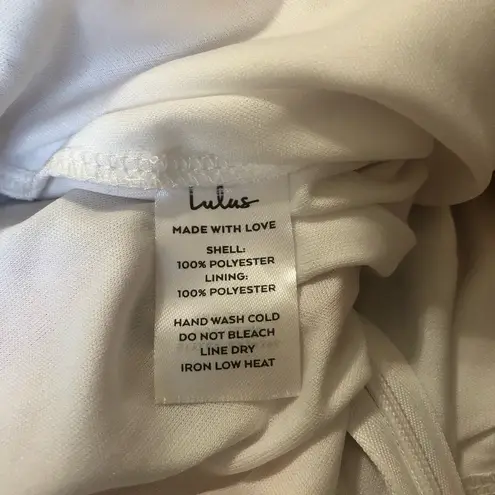 Lulus
MADE WITH LOVE
SHELL:
100% POLYESTER
LINING:
100% POLYESTER
HAND WASH COLD
DO NOT BLEACH
LINE DRY
IRON LOW HEAT